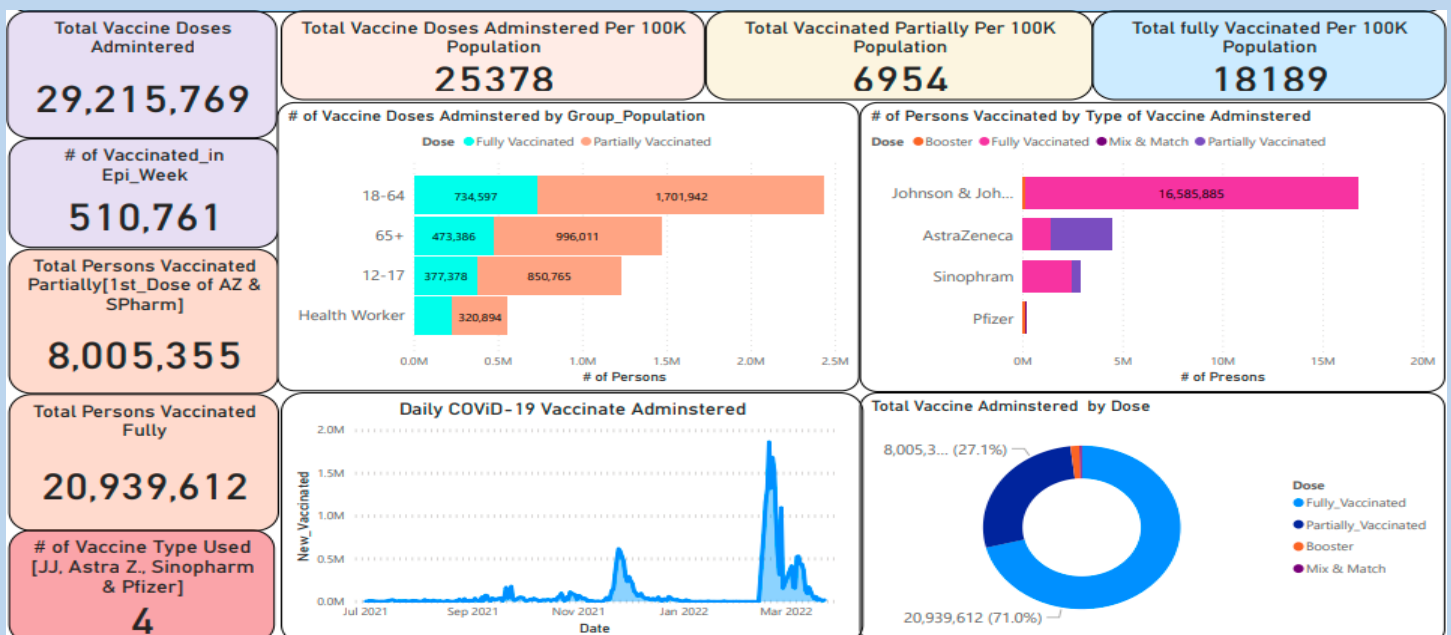 Total Vaccine Doses
Admintered
29,215,769
# of Vaccinated_in
Epi_Week
510,761
Total Persons Vaccinated
Partially[1st_Dose of AZ &
SPharm]
8,005,355
Total Persons Vaccinated
Fully
20,939,612
# of Vaccine Type Used
[JJ, Astra Z., Sinopharm
& Pfizer]
4
Total Vaccine Doses Adminstered Per 100K
Population
25378
Total Vaccinated Partially Per 100K
Population
6954
Total fully Vaccinated Per 100K
Population
18189
# of Vaccine Doses Adminstered by Group_Population
Dose Fully Vaccinated Partially Vaccinated
18-64 734,597 1,701,942
65+ 473,386 996,011
12-17 377,378 850,765
Health Worker 320,894
0.0M 0.5M 1.0M 1.5M 2.0M 2.5M
# of Persons
# of Persons Vaccinated by Type of Vaccine Adminstered
Dose Booster Fully Vaccinated Mix & Match Partially Vaccinated
Johnson & Joh... 16,585,885
AstraZeneca
Sinophram
Pfizer
0M 5M 10M 15M 20M
# of Presons
Daily COViD-19 Vaccinate Adminstered
New_Vaccinated
2.0M
1.5M
1.0M
0.5M
0.0M
Jul 2021 Sep 2021 Nov 2021 Jan 2022 Mar 2022
Date
Total Vaccine Adminstered by Dose
8,005,3... (27.1%)
20,939,612 (71.0%)
Dose
Fully_Vaccinated
Partially_Vaccinated
Booster
Mix & Match